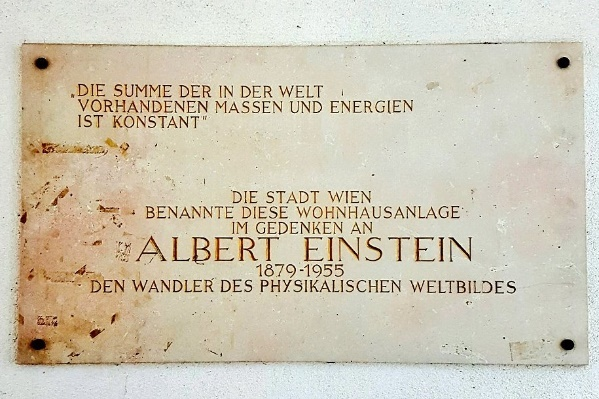 „DIE SUMME DER IN DER WELT
VORHANDENEN MASSEN UND ENERGIEN
IST KONSTANT"
DIE STADT WIEN
BENANNTE DIESE WOHNHAUSANLAGE
IM GEDENKEN AN
ALBERT EINSTEIN
1879-1955
DEN WANDLER DES PHYSIKALISCHEN WELTBILDES